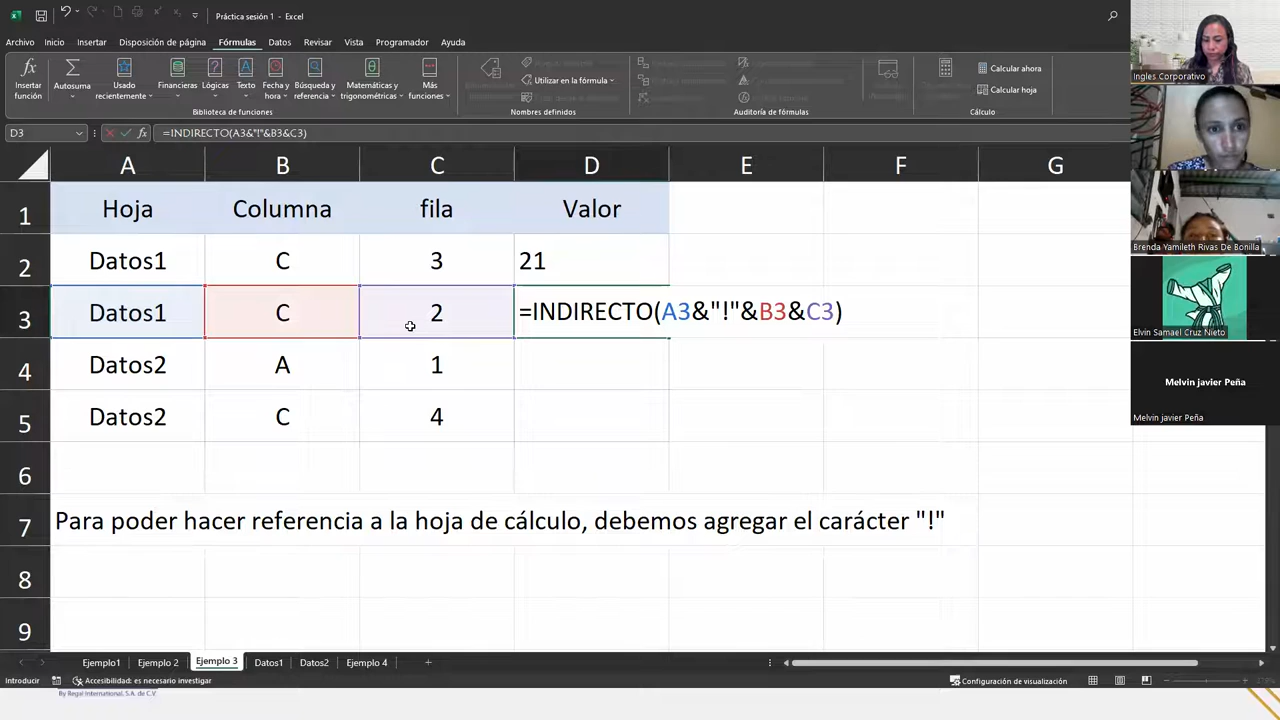 Práctica sesión 1 - Excel
Archivo Inicio Insertar Disposición de página Fórmulas Datos Revisar Vista Programador Ayuda
Insertar función
Autosuma
Usado recientemente
Financieras
Lógicas
Texto
Fecha y hora
Búsqueda y referencia
Matemáticas y trigonométricas
Más funciones
Utilizar en la fórmula
Calcular ahora
Calcular hoja
Biblioteca de funciones
Nombres definidos
Auditoría de fórmulas
Cálculo
D3 fx =INDIRECTO(A3&"!"&B3&C3)
A B C D E F G
1 Hoja Columna fila Valor
2 Datos1 C 3 21
3 Datos1 C 2 =INDIRECTO(A3&"!"&B3&C3)
4 Datos2 A 1
5 Datos2 C 4
6
7 Para poder hacer referencia a la hoja de cálculo, debemos agregar el carácter "!"
8
9
Ejemplo1 Ejemplo 2 Ejemplo 3 Datos1 Datos2 Ejemplo 4
Introducir
Accesibilidad: es necesario investigar
Configuración de visualización
By Regal International, S.A. de C.V
Ingles Corporativo
Brenda Yamileth Rivas De Bonilla
Elvin Samael Cruz Nieto
Melvin javier Peña
Melvin javier Peña